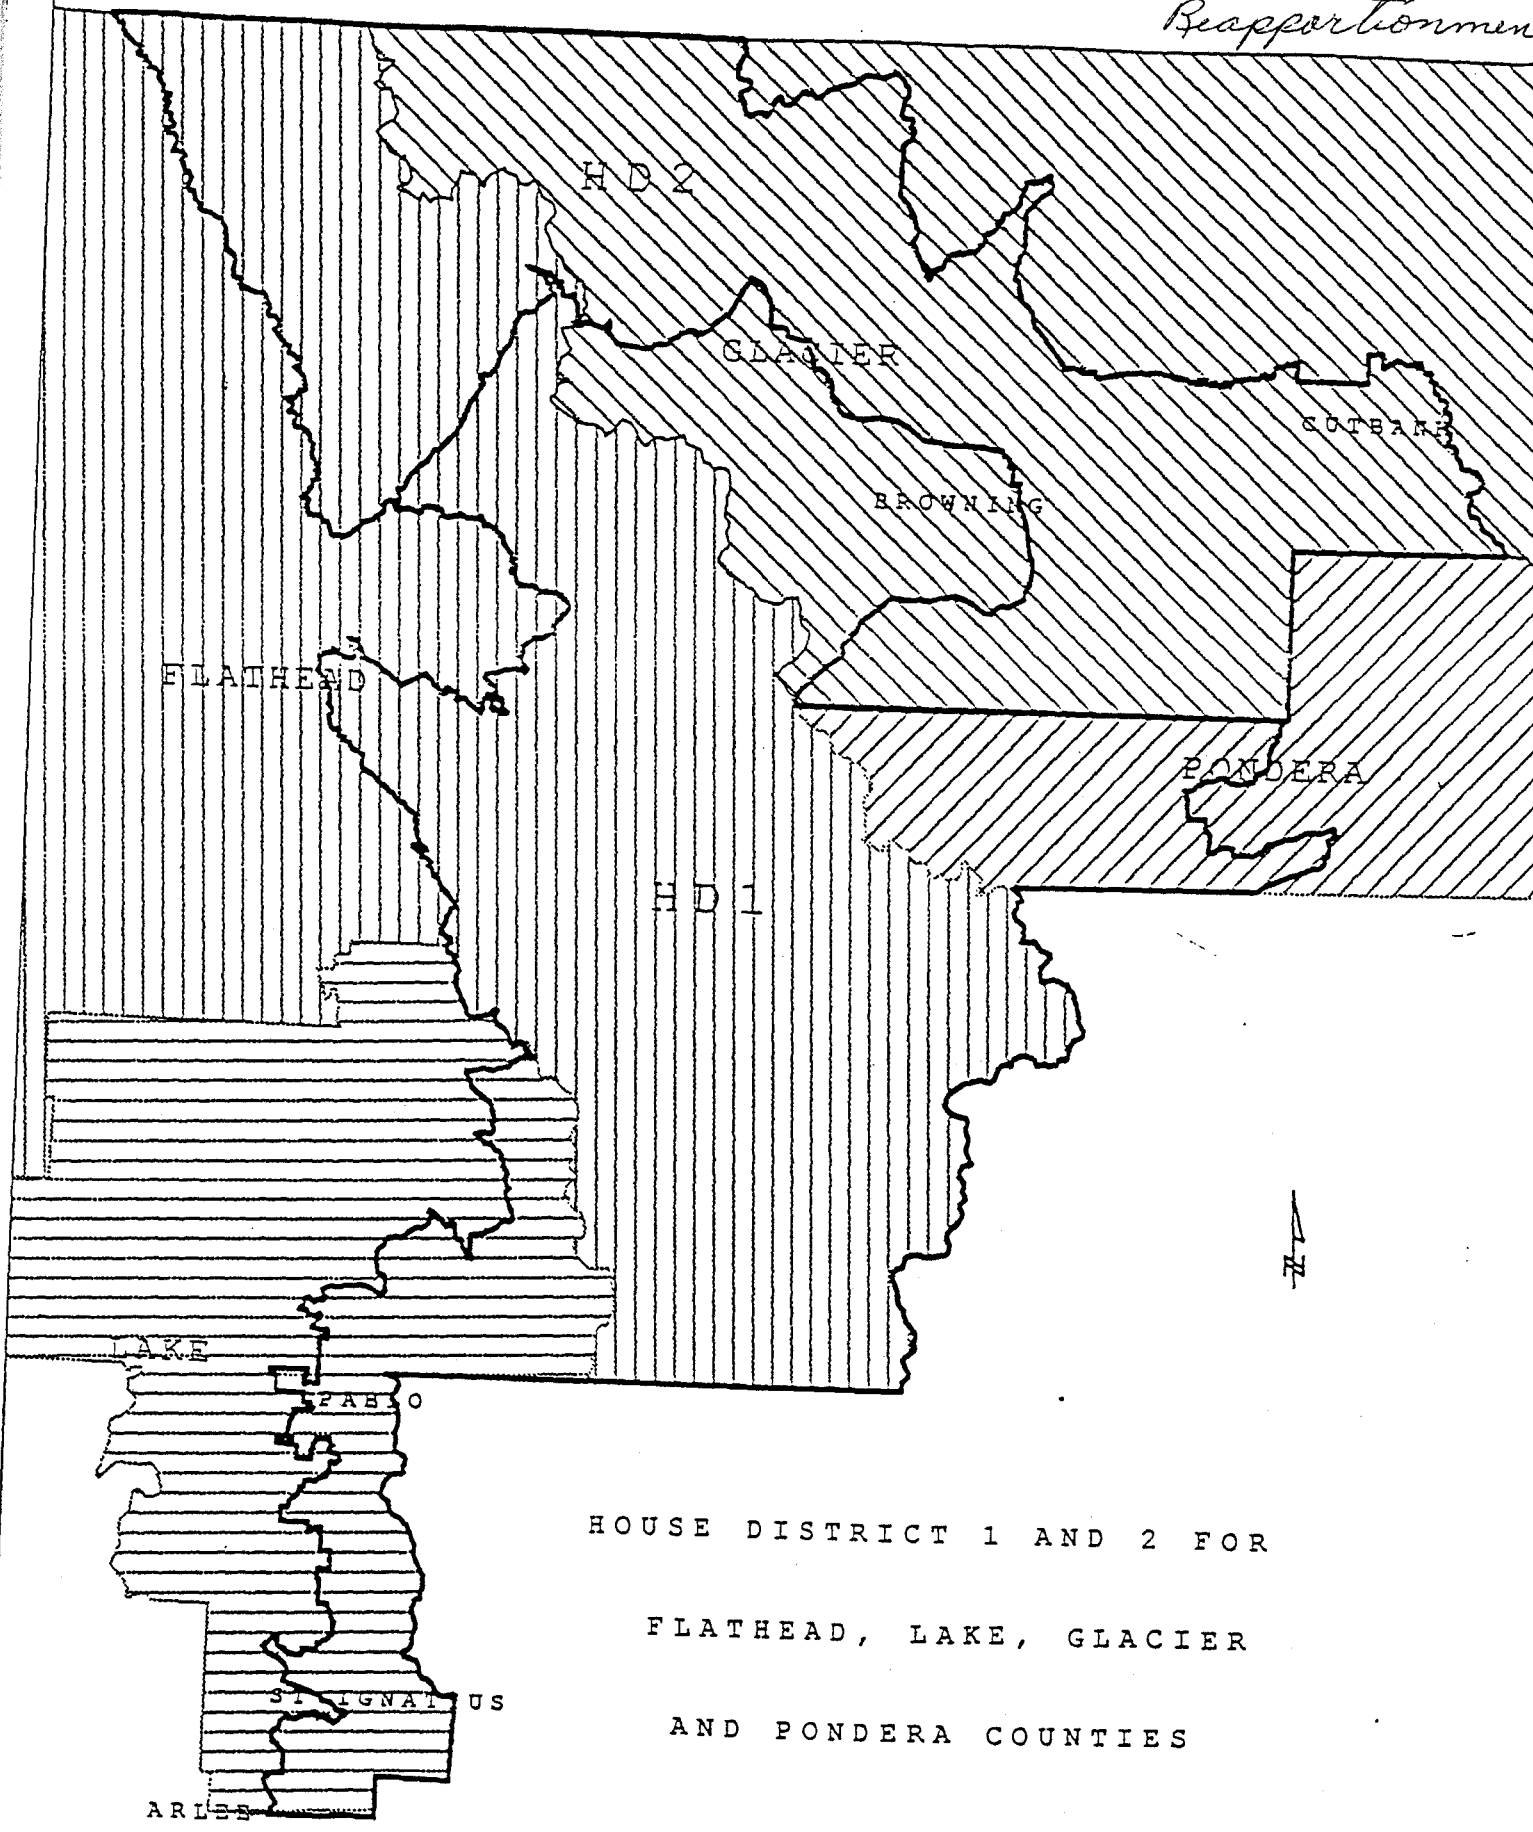 Reapportionmen
HD2
GLACIER
CUTBANK
BROWNING
FLATHEAD
PONDERA
HD1
N
LAKE
PABLO
HOUSE DISTRICT 1 AND 2 FOR
FLATHEAD, LAKE, GLACIER
ST IGNATIUS
AND PONDERA COUNTIES
ARLEE